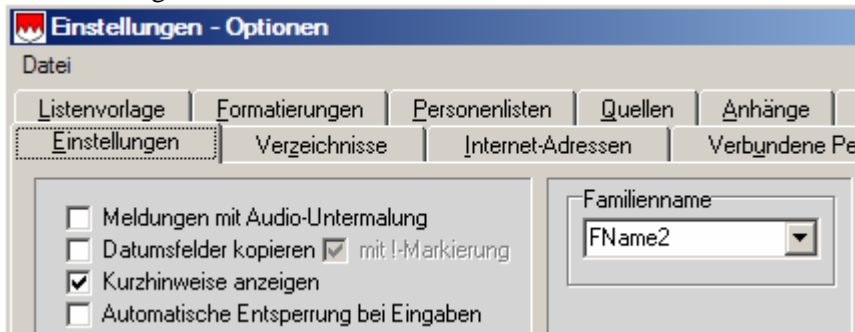 Einstellungen - Optionen
Datei
Listenvorlage Formatierungen Personenlisten Quellen Anhänge
Einstellungen Verzeichnisse Internet-Adressen Verbundene Pe
Meldungen mit Audio-Untermalung
Datumsfelder kopieren mit !-Markierung
Kurzhinweise anzeigen
Automatische Entsperrung bei Eingaben
Familienname
FName2